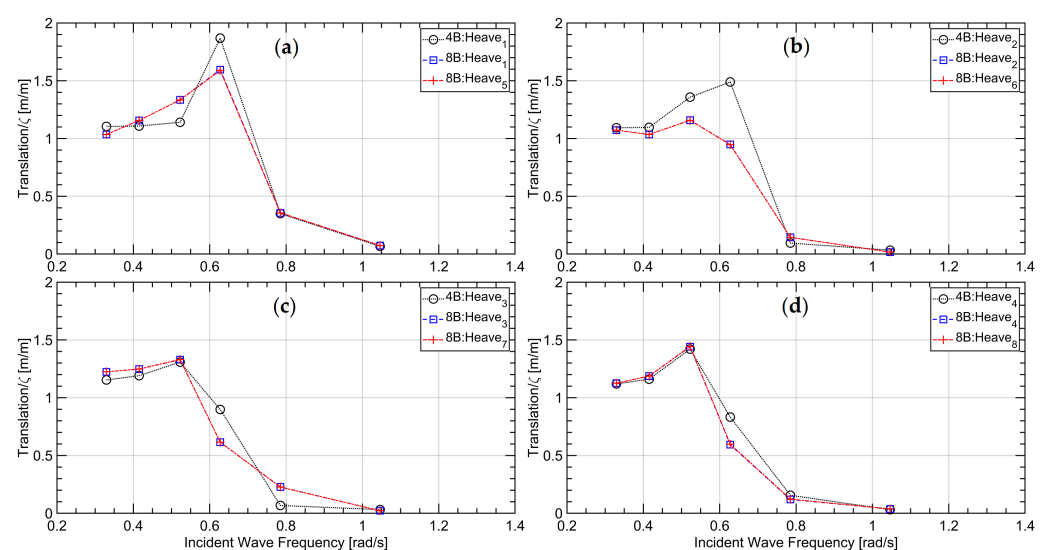 (a)
4B:Heave1
8B:Heave1
8B:Heave5
Translation/ζ [m/m]
2
1.5
1
0.5
0
0.2 0.4 0.6 0.8 1 1.2 1.4
(b)
4B:Heave2
8B:Heave2
8B:Heave6
Translation/ζ [m/m]
2
1.5
1
0.5
0
0.2 0.4 0.6 0.8 1 1.2 1.4
(c)
4B:Heave3
8B:Heave3
8B:Heave7
Translation/ζ [m/m]
2
1.5
1
0.5
0
0.2 0.4 0.6 0.8 1 1.2 1.4
Incident Wave Frequency [rad/s]
(d)
4B:Heave4
8B:Heave4
8B:Heave8
Translation/ζ [m/m]
2
1.5
1
0.5
0
0.2 0.4 0.6 0.8 1 1.2 1.4
Incident Wave Frequency [rad/s]